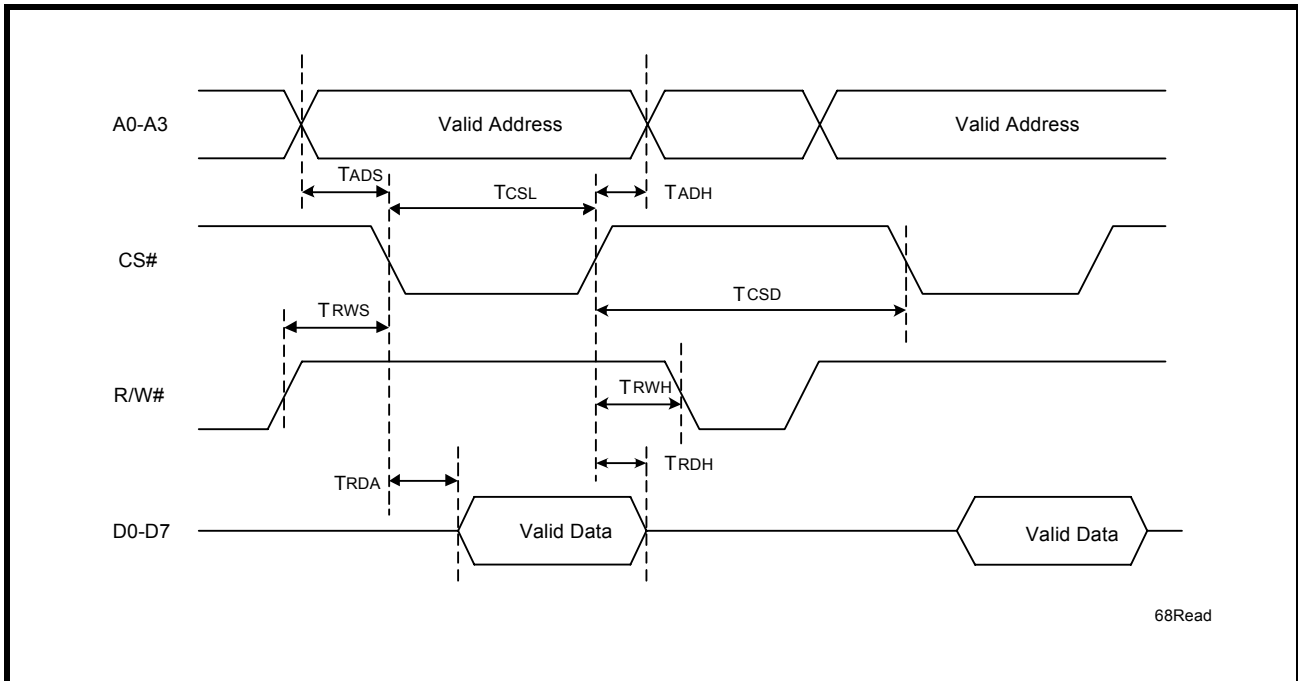 A0-A3
Valid Address
Valid Address
TADS
TCSL
TADH
CS#
TCSD
TRWS
R/W#
TRWH
TRDA
TRDH
D0-D7
Valid Data
Valid Data
68Read